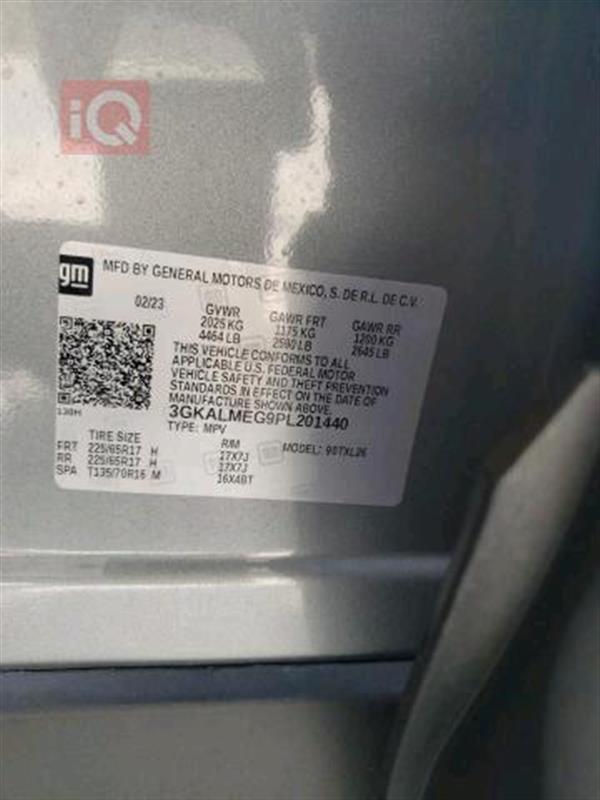 iQ
gm
MFD BY GENERAL MOTORS DE MEXICO, S. DE R.L. DE C.V.
02/23 GVWR GAWR FRT GAWR RR
2025 KG 1175 KG 1200 KG
4464 LB 2590 LB 2645 LB
THIS VEHICLE CONFORMS TO ALL
APPLICABLE U.S. FEDERAL MOTOR
VEHICLE SAFETY AND THEFT PREVENTION
STANDARDS IN EFFECT ON THE DATE OF
MANUFACTURE SHOWN ABOVE.
3GKALMEG9PL201440
TYPE: MPV
TIRE SIZE R/M MODEL: 90TXL26
FRT 225/65R17 H 17X7J
RR 225/65R17 H 17X7J
SPA T135/70R16 M 16X4BT